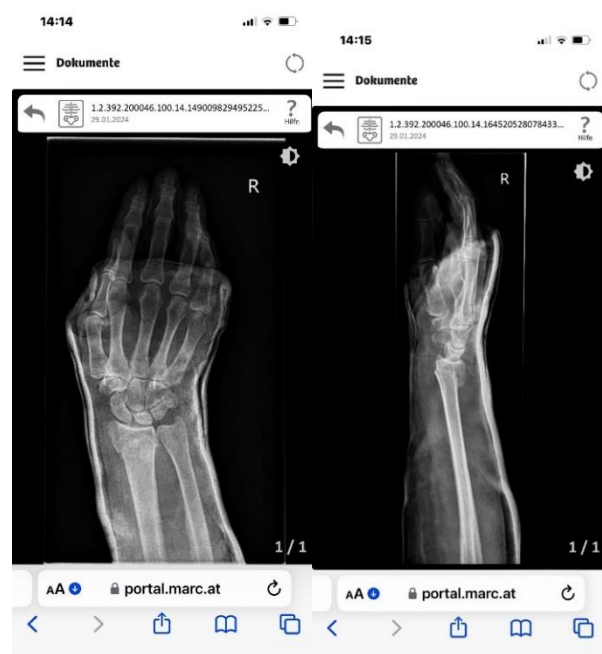 14:14
Dokumente
1.2.392.200046.100.14.149009829495225...
29.01.2024
?
Hilfe
R
1 / 1
AA
portal.marc.at
14:15
Dokumente
1.2.392.200046.100.14.164520528078433...
29.01.2024
?
Hilfe
R
1 / 1
AA
portal.marc.at